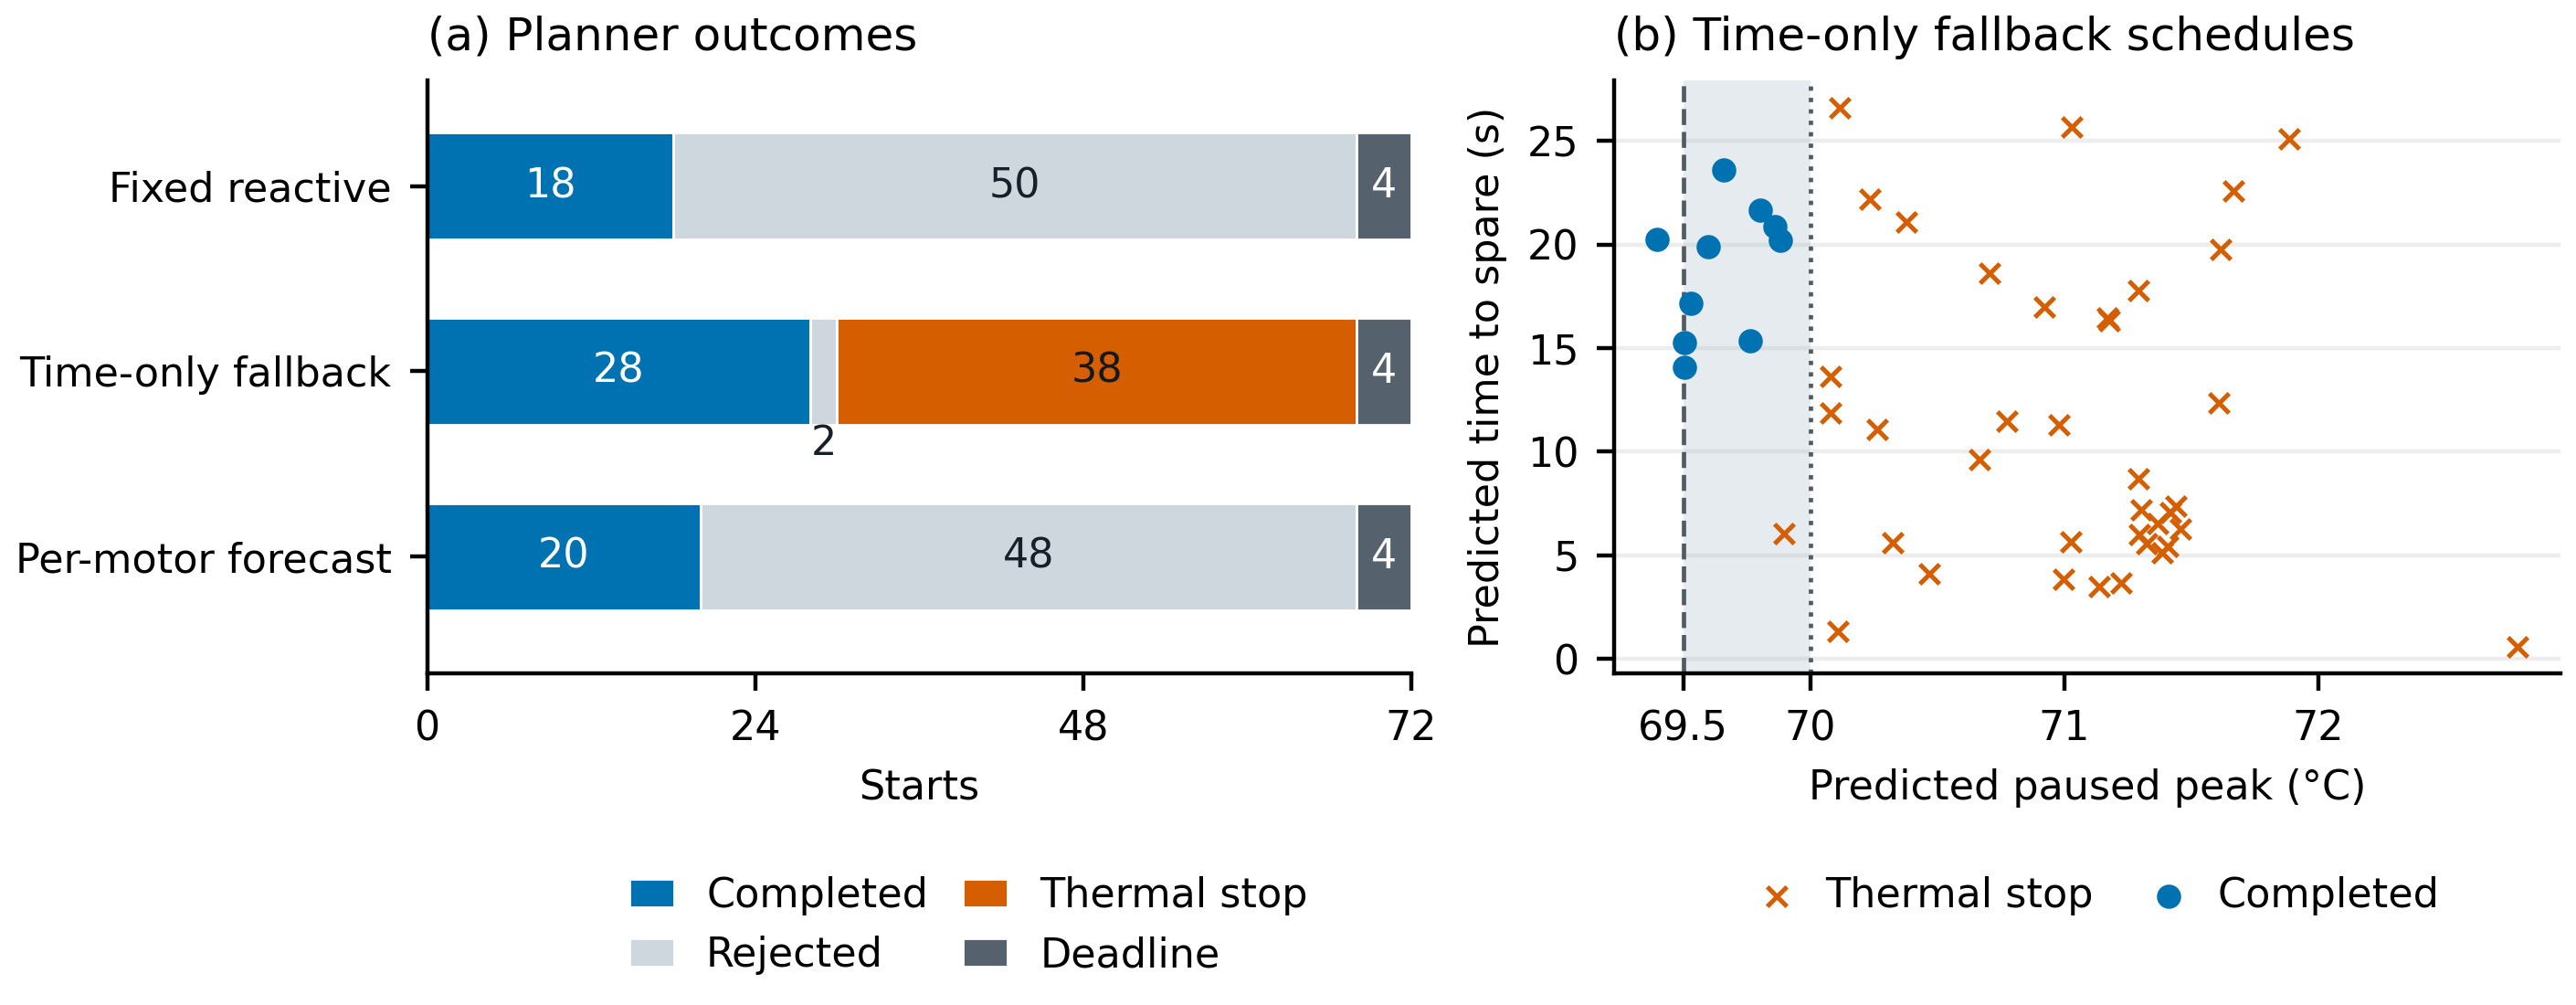 (a) Planner outcomes
Fixed reactive
18
50
4
Time-only fallback
28
2
38
4
Per-motor forecast
20
48
4
0
24
48
72
Starts
Completed
Thermal stop
Rejected
Deadline
(b) Time-only fallback schedules
Predicted time to spare (s)
25
20
15
10
5
0
69.5
70
71
72
Predicted paused peak (°C)
Thermal stop
Completed